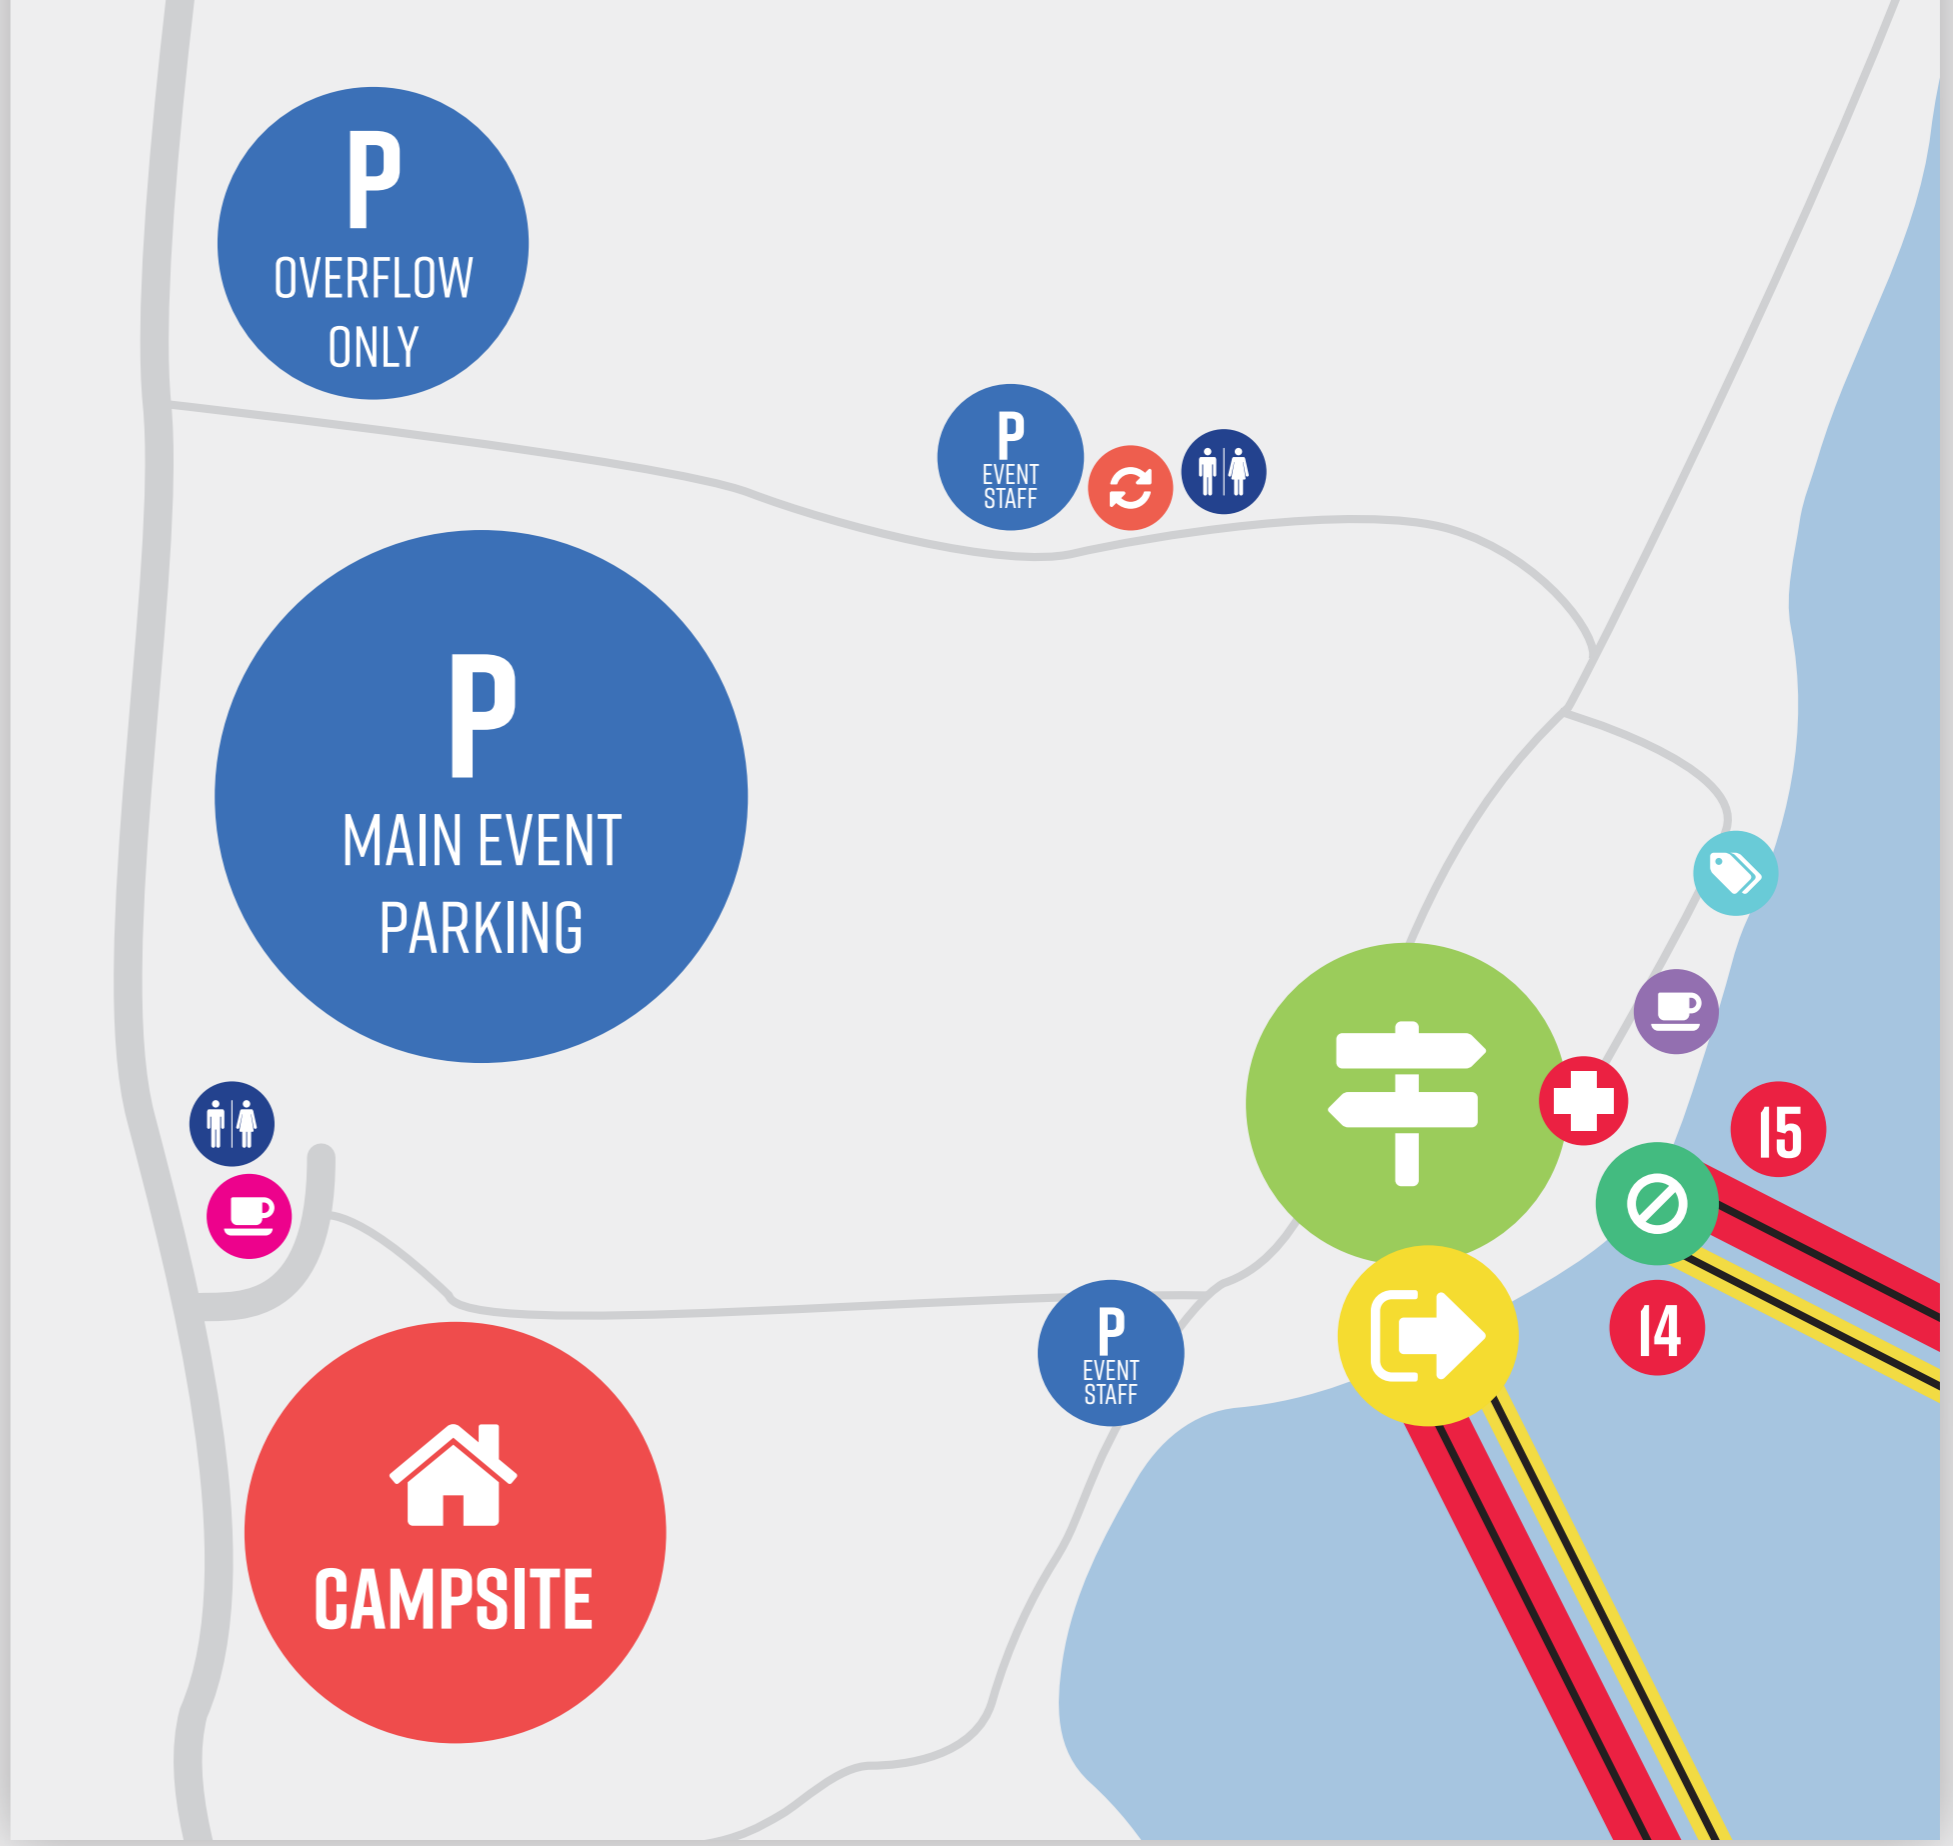 P
OVERFLOW
ONLY
P
EVENT
STAFF
P
MAIN EVENT
PARKING
15
14
P
EVENT
STAFF
CAMPSITE